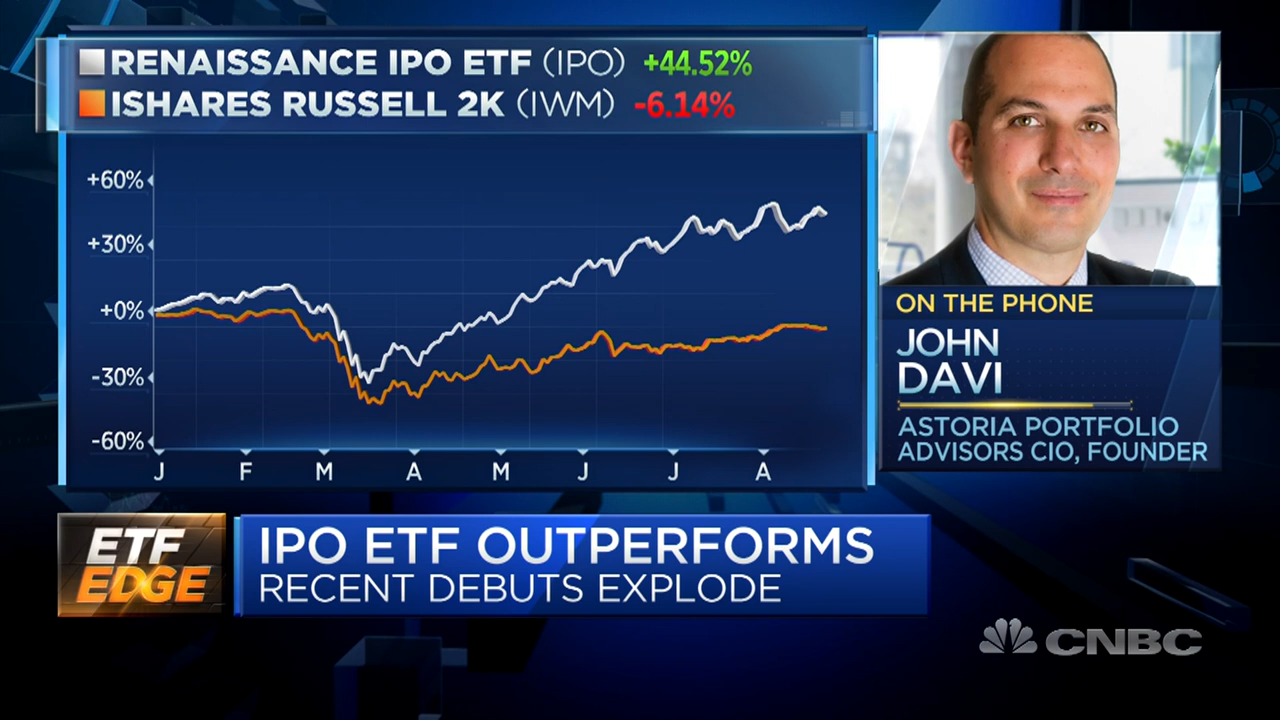 RENAISSANCE IPO ETF (IPO) +44.52%
ISHARES RUSSELL 2K (IWM) -6.14%
+60%
+30%
+0%
-30%
-60%
J F M A M J J A
ON THE PHONE
JOHN
DAVI
ASTORIA PORTFOLIO
ADVISORS CIO, FOUNDER
ETF
EDGE
IPO ETF OUTPERFORMS
RECENT DEBUTS EXPLODE
CNBC